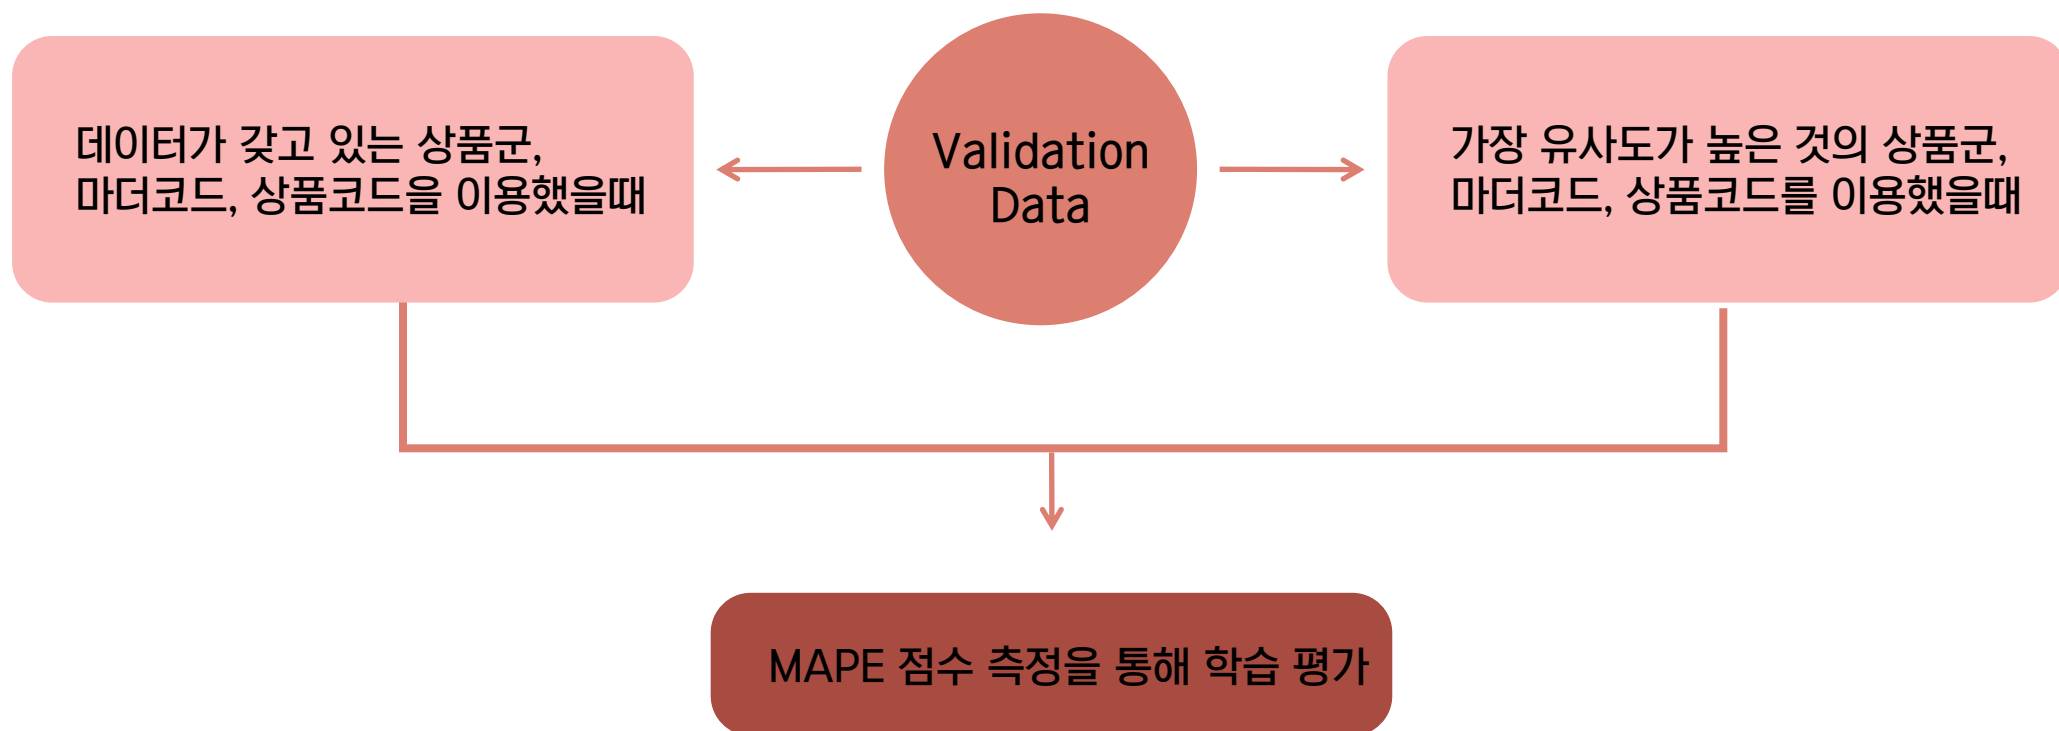 데이터가 갖고 있는 상품군,
마더코드, 상품코드을 이용했을때
Validation
Data
가장 유사도가 높은 것의 상품군,
마더코드, 상품코드를 이용했을때
MAPE 점수 측정을 통해 학습 평가